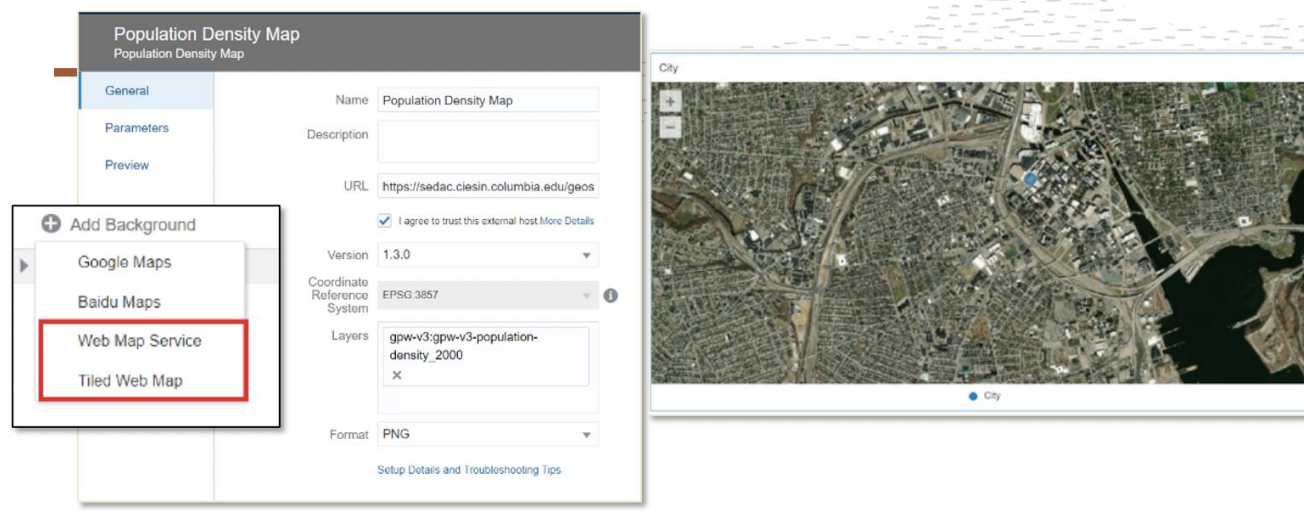 Population Density Map
Population Density Map
General
Parameters
Preview
Name
Population Density Map
Description
URL
https://sedac.ciesin.columbia.edu/geos
I agree to trust this external host.More Details
Version
1.3.0
Coordinate
Reference
System
EPSG:3857
Layers
gpw-v3:gpw-v3-population-
density_2000
Format
PNG
Setup Details and Troubleshooting Tips
Add Background
Google Maps
Baidu Maps
Web Map Service
Tiled Web Map
City
City